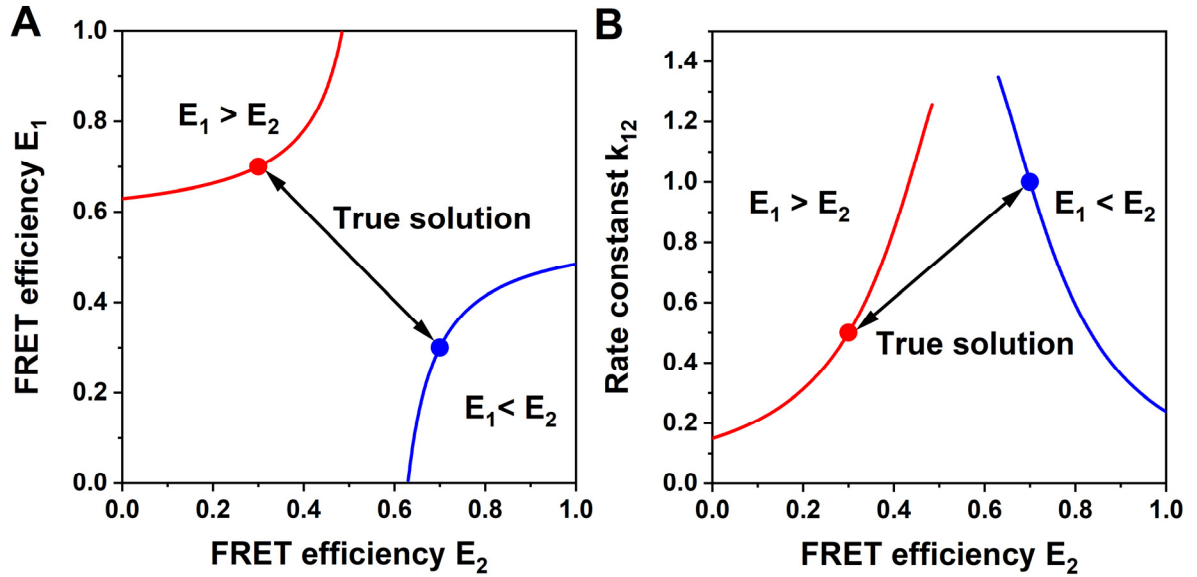 A
FRET efficiency E₁
1.0
0.8
0.6
0.4
0.2
0.0
E₁ > E₂
True solution
E₁< E₂
0.0 0.2 0.4 0.6 0.8 1.0
FRET efficiency E₂
B
Rate constanst k₁₂
1.4
1.2
1.0
0.8
0.6
0.4
0.2
0.0
E₁ > E₂
E₁ < E₂
True solution
0.0 0.2 0.4 0.6 0.8 1.0
FRET efficiency E₂